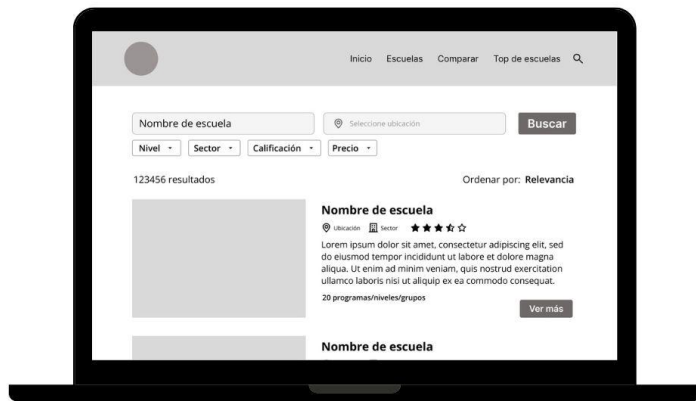 Inicio Escuelas Comparar Top de escuelas
Nombre de escuela Seleccione ubicación Buscar
Nivel Sector Calificación Precio
123456 resultados Ordenar por: Relevancia
Nombre de escuela
Ubicación Sector
Lorem ipsum dolor sit amet, consectetur adipiscing elit, sed
do eiusmod tempor incididunt ut labore et dolore magna
aliqua. Ut enim ad minim veniam, quis nostrud exercitation
ullamco laboris nisi ut aliquip ex ea commodo consequat.
20 programas/niveles/grupos
Ver más
Nombre de escuela